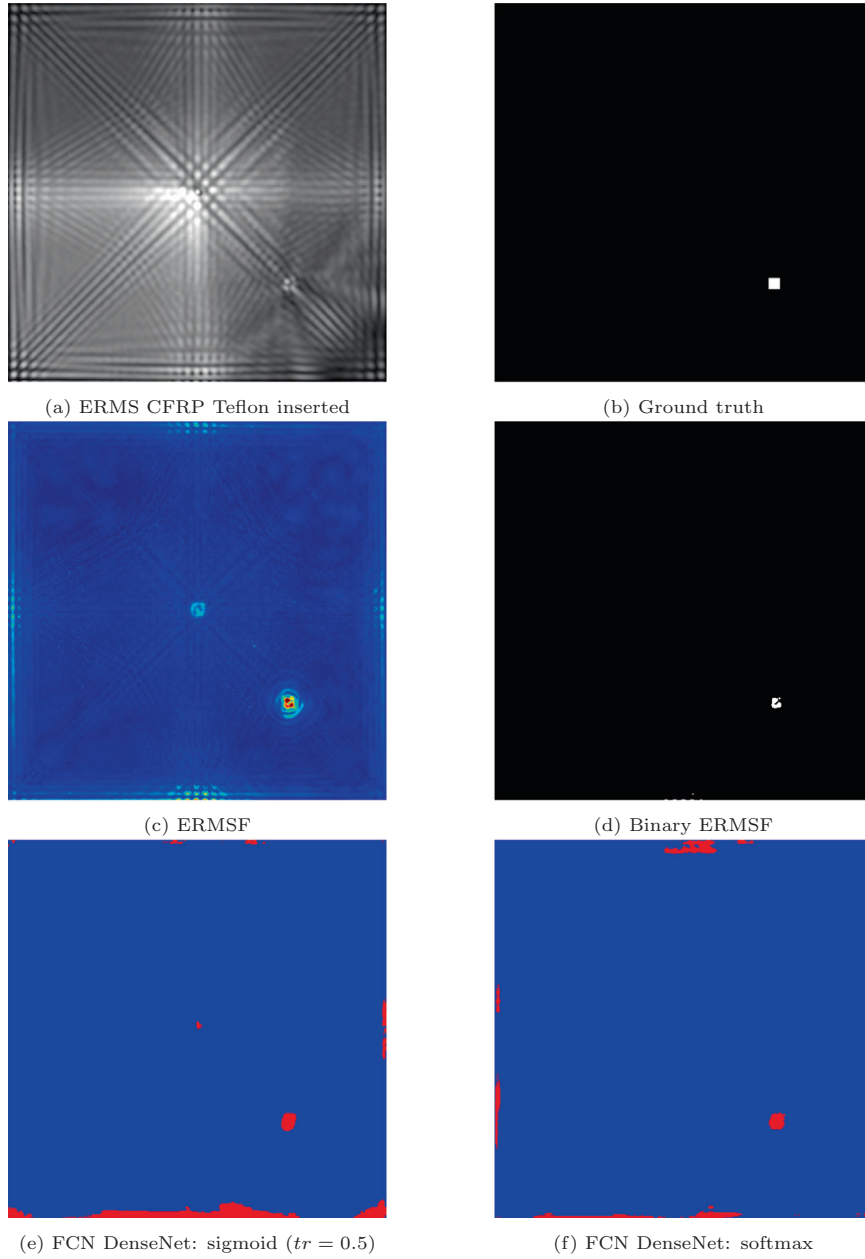 (a) ERMS CFRP Teflon inserted
(b) Ground truth
(c) ERMSF
(d) Binary ERMSF
(e) FCN DenseNet: sigmoid (tr = 0.5)
(f) FCN DenseNet: softmax